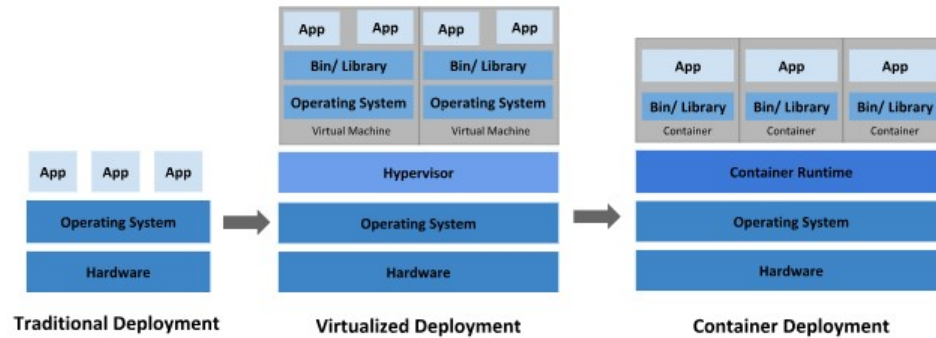 App App App
Operating System
Hardware
Traditional Deployment
App App App App
Bin/ Library Bin/ Library
Operating System Operating System
Virtual Machine Virtual Machine
Hypervisor
Operating System
Hardware
Virtualized Deployment
App App App
Bin/ Library Bin/ Library Bin/ Library
Container Container Container
Container Runtime
Operating System
Hardware
Container Deployment